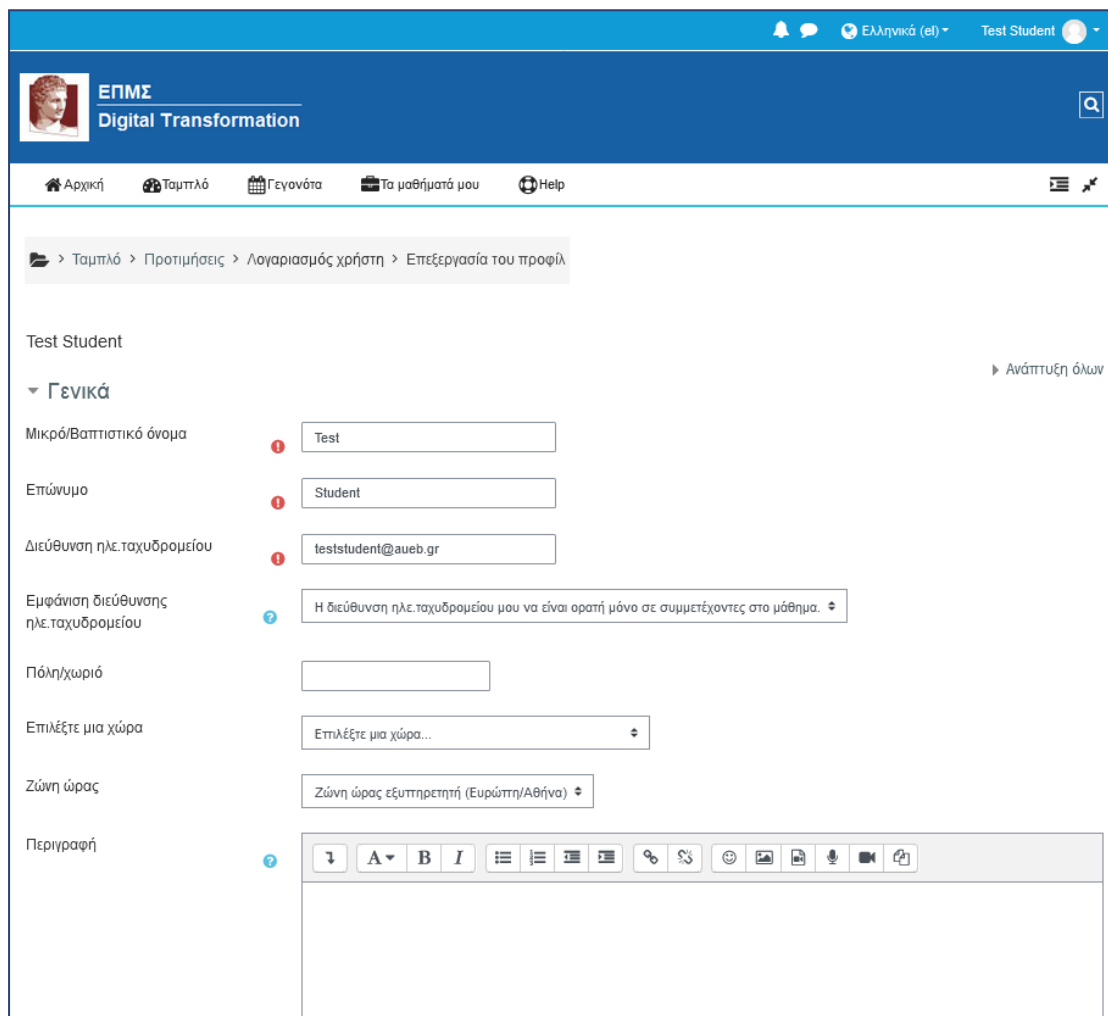 Ελληνικά (el) Test Student
ΕΠΜΣ
Digital Transformation
Αρχική Ταμπλό Γεγονότα Τα μαθήματά μου Help
> Ταμπλό > Προτιμήσεις > Λογαριασμός χρήστη > Επεξεργασία του προφίλ
Test Student
Ανάπτυξη όλων
Γενικά
Μικρό/Βαπτιστικό όνομα Test
Επώνυμο Student
Διεύθυνση ηλε.ταχυδρομείου teststudent@aueb.gr
Εμφάνιση διεύθυνσης
ηλε.ταχυδρομείου Η διεύθυνση ηλε.ταχυδρομείου μου να είναι ορατή μόνο σε συμμετέχοντες στο μάθημα.
Πόλη/χωριό
Επιλέξτε μια χώρα Επιλέξτε μια χώρα...
Ζώνη ώρας Ζώνη ώρας εξυπηρετητή (Ευρώπη/Αθήνα)
Περιγραφή A B I